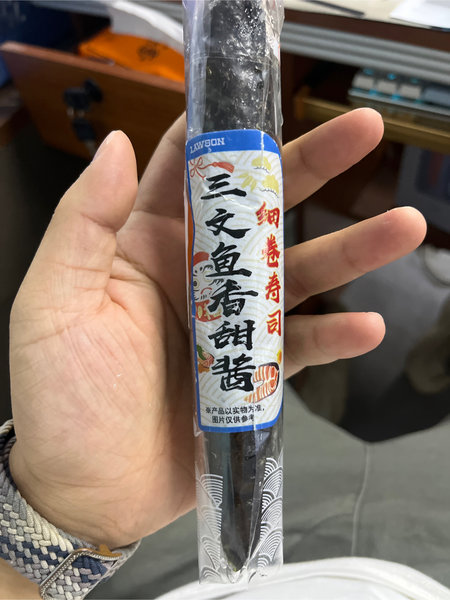 LAWSON
三文鱼香甜酱
细卷寿司
※产品以实物为准,
图片仅供参考